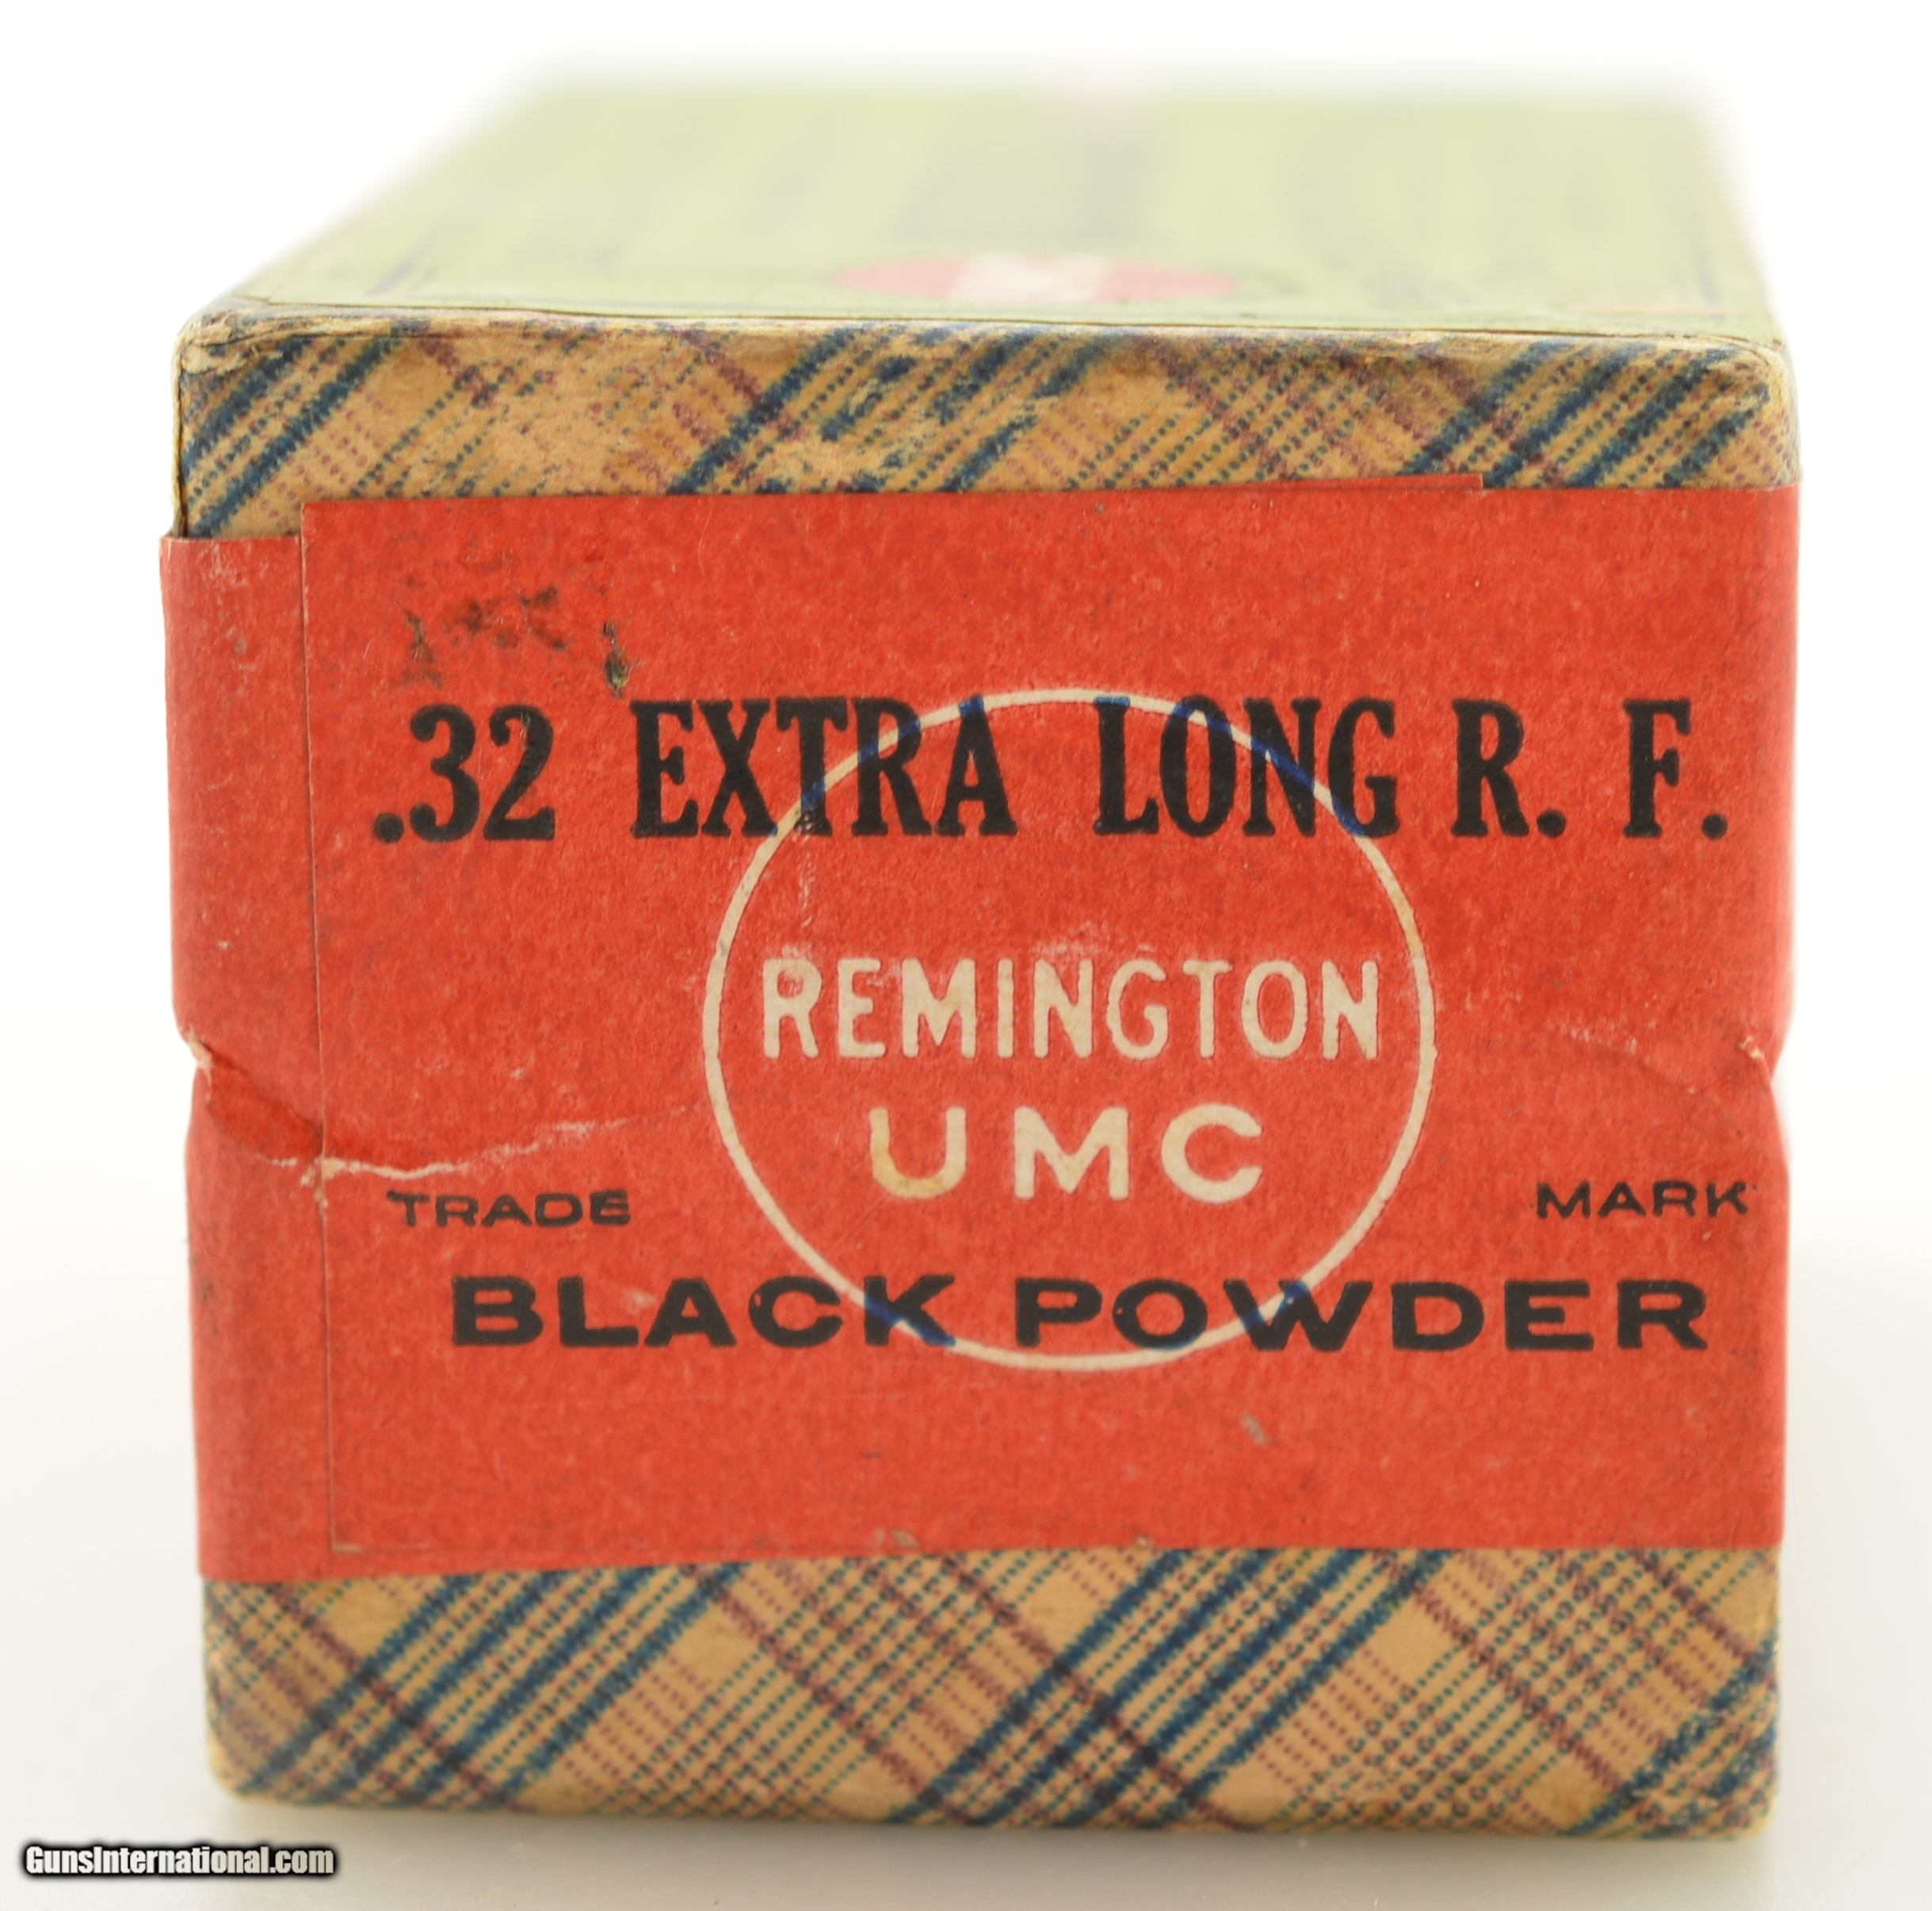 .32 EXTRA LONG R. F.
REMINGTON
UMC
TRADE MARK
BLACK POWDER
GunsInternational.com